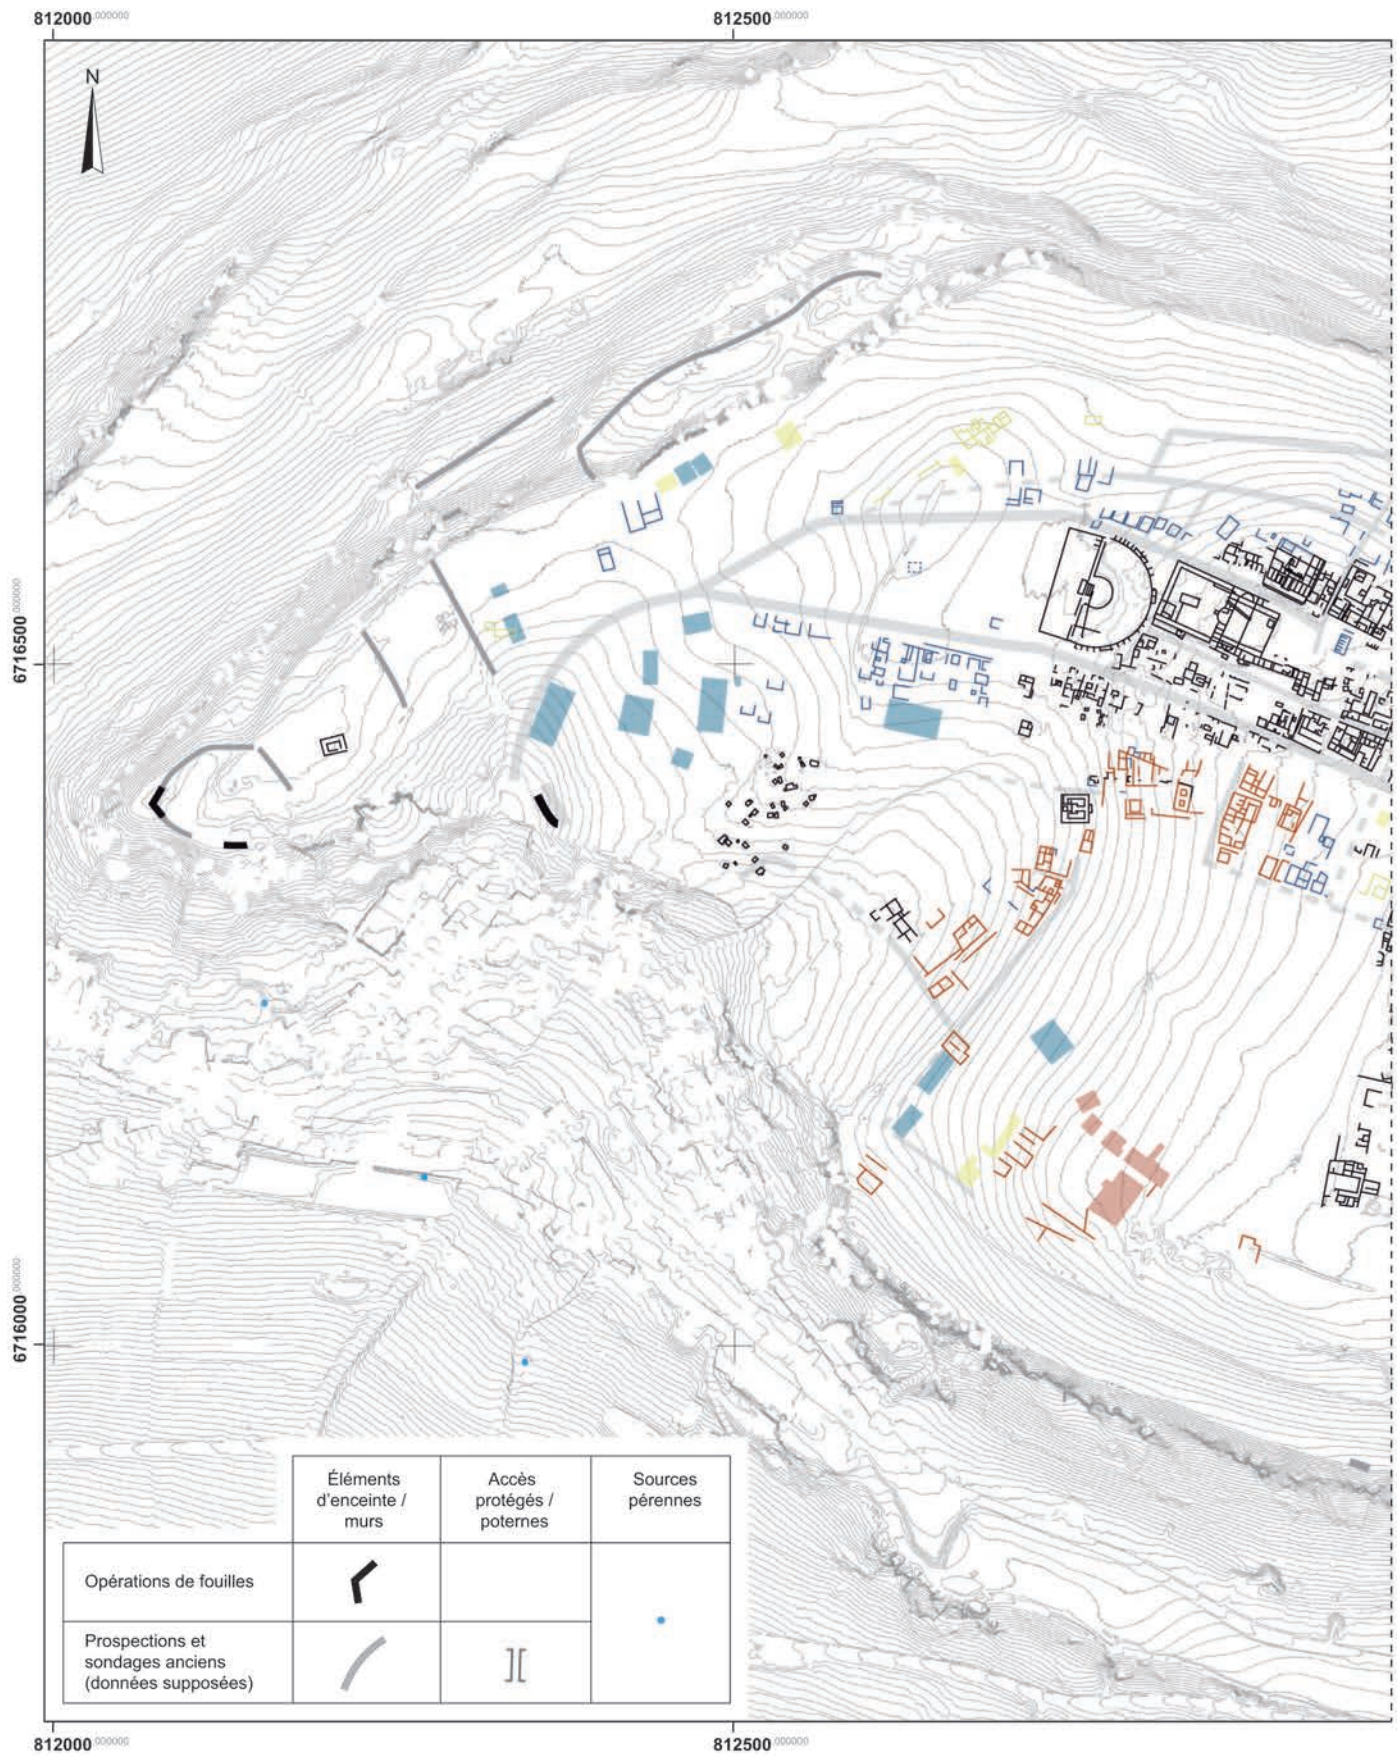 812000.000000
812500.000000
N
6716500.000000
6716000.000000
Éléments
d'enceinte /
murs
Accès
protégés /
poternes
Sources
pérennes
Opérations de fouilles
Prospections et
sondages anciens
(données supposées)
812000.000000
812500.000000